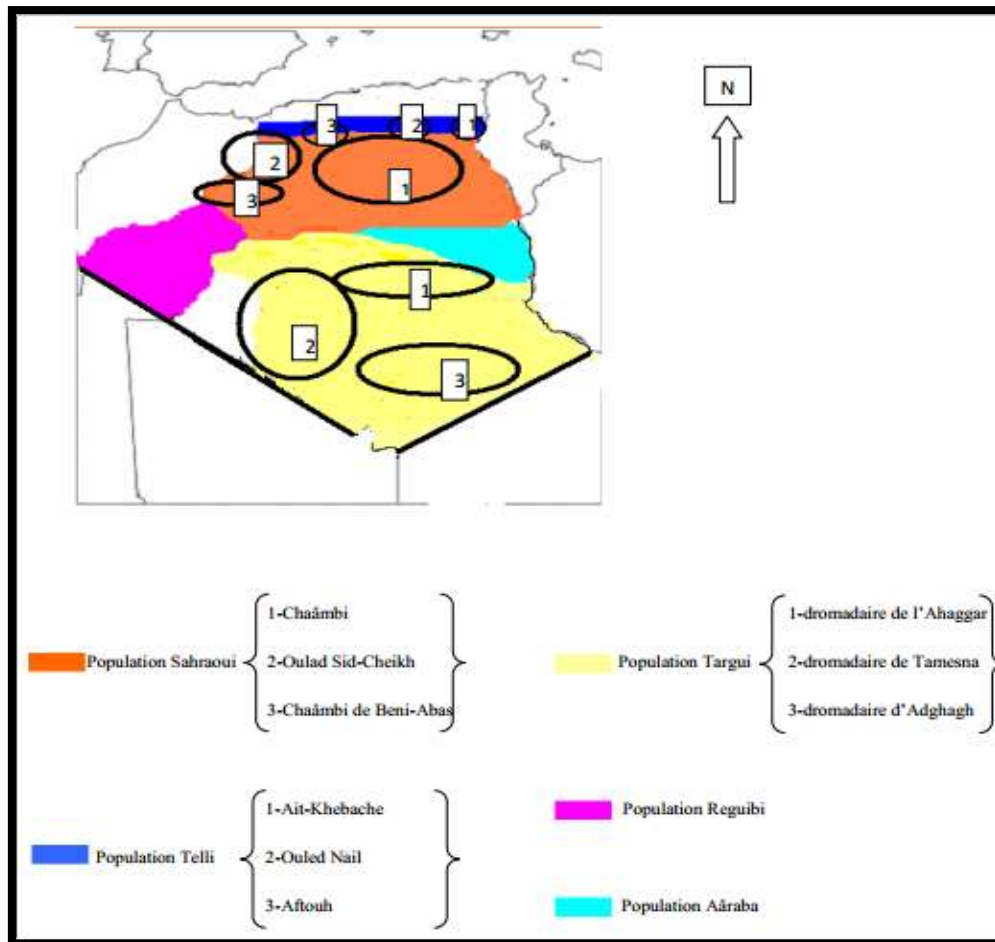 N
3
2
1
2
1
3
1
2
3
1-Chaâmbi
Population Sahraoui
2-Oulad Sid-Cheikh
3-Chaâmbi de Beni-Abas
1-dromadaire de l'Ahaggar
Population Targui
2-dromadaire de Tamesna
3-dromadaire d'Adghagh
1-Ait-Khebache
Population Telli
2-Ouled Nail
3-Aftouh
Population Reguibi
Population Aâraba